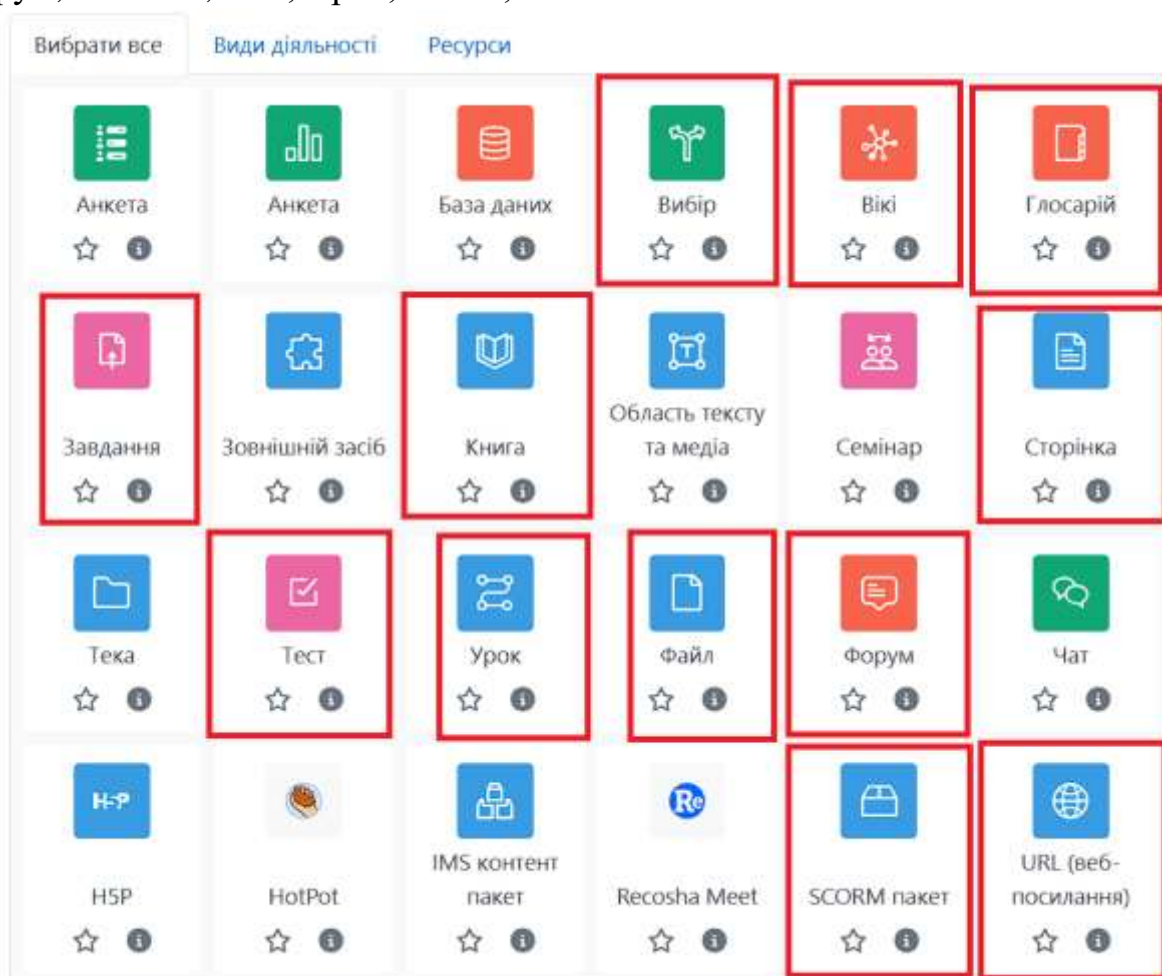 Вибрати все Види діяльності Ресурси
Анкета Анкета База даних Вибір Вікі Глосарій
Область тексту
Завдання Зовнішній засіб Книга та медіа Семінар Сторінка
Тека Тест Урок Файл Форум Чат
H-P Re
IMS контент URL (веб-
H5P HotPot пакет Recosha Meet SCORM пакет посилання)